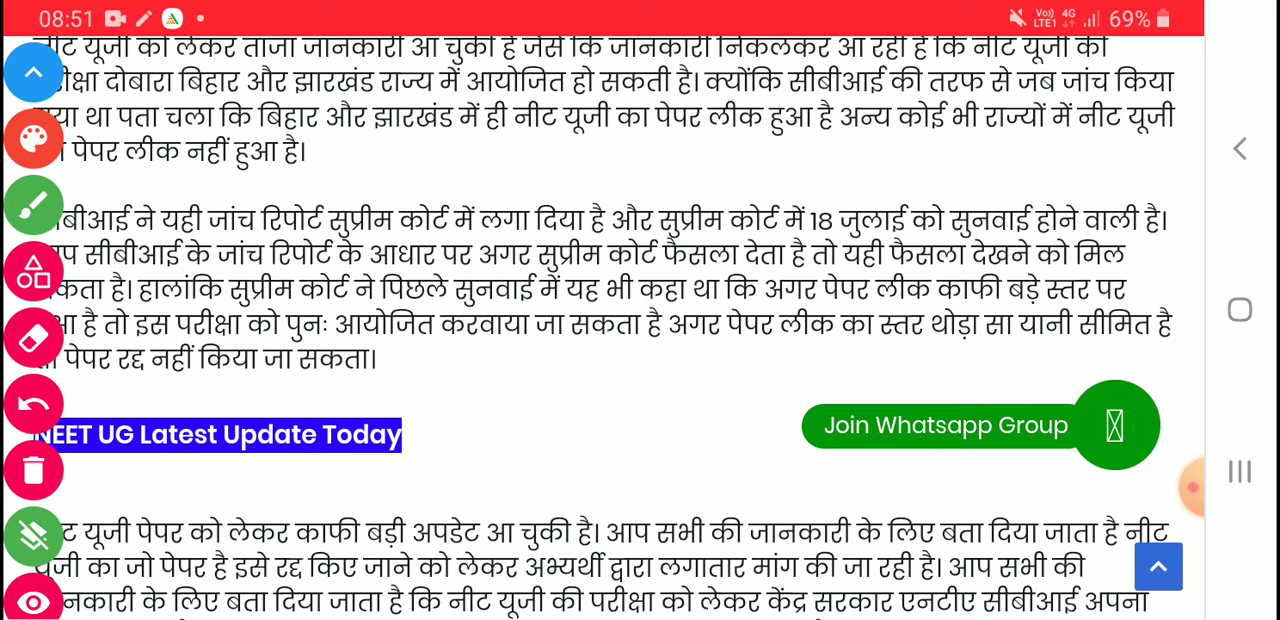 08:51
Vo)) 4G
LTE1
69%
नीट यूजी को लेकर ताजा जानकारी आ चुकी है जैसे कि जानकारी निकलकर आ रही है कि नीट यूजी की
दोबारा बिहार और झारखंड राज्य में आयोजित हो सकती है। क्योंकि सीबीआई की तरफ से जब जांच किया
था पता चला कि बिहार और झारखंड में ही नीट यूजी का पेपर लीक हुआ है अन्य कोई भी राज्यों में नीट यूजी
पेपर लीक नहीं हुआ है।
ने यही जांच रिपोर्ट सुप्रीम कोर्ट में लगा दिया है और सुप्रीम कोर्ट में 18 जुलाई को सुनवाई होने वाली है।
सीबीआई के जांच रिपोर्ट के आधार पर अगर सुप्रीम कोर्ट फैसला देता है तो यही फैसला देखने को मिल
है। हालांकि सुप्रीम कोर्ट ने पिछले सुनवाई में यह भी कहा था कि अगर पेपर लीक काफी बड़े स्तर पर
है तो इस परीक्षा को पुनः आयोजित करवाया जा सकता है अगर पेपर लीक का स्तर थोड़ा सा यानी सीमित है
पेपर रद्द नहीं किया जा सकता।
NEET UG Latest Update Today
Join Whatsapp Group
यूजी पेपर को लेकर काफी बड़ी अपडेट आ चुकी है। आप सभी की जानकारी के लिए बता दिया जाता है नीट
यूजी का जो पेपर है इसे रद्द किए जाने को लेकर अभ्यर्थी द्वारा लगातार मांग की जा रही है। आप सभी की
के लिए बता दिया जाता है कि नीट यूजी की परीक्षा को लेकर केंद्र सरकार एनटीए सीबीआई अपना